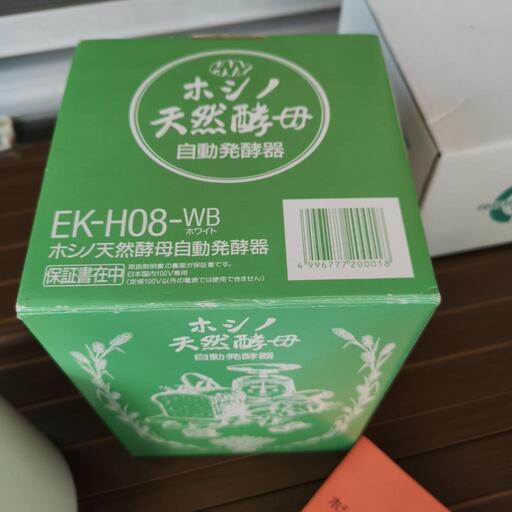 ホシノ
天然酵母
自動発酵器
EK-H08-WB
ホワイト
ホシノ天然酵母自動発酵器
保証書在中
取扱説明書の裏面が保証書です。
日本国内100V専用
(定格100V以外の電源では使用できません)
4 996777 200018
ホシノ
天然酵母
自動発酵器